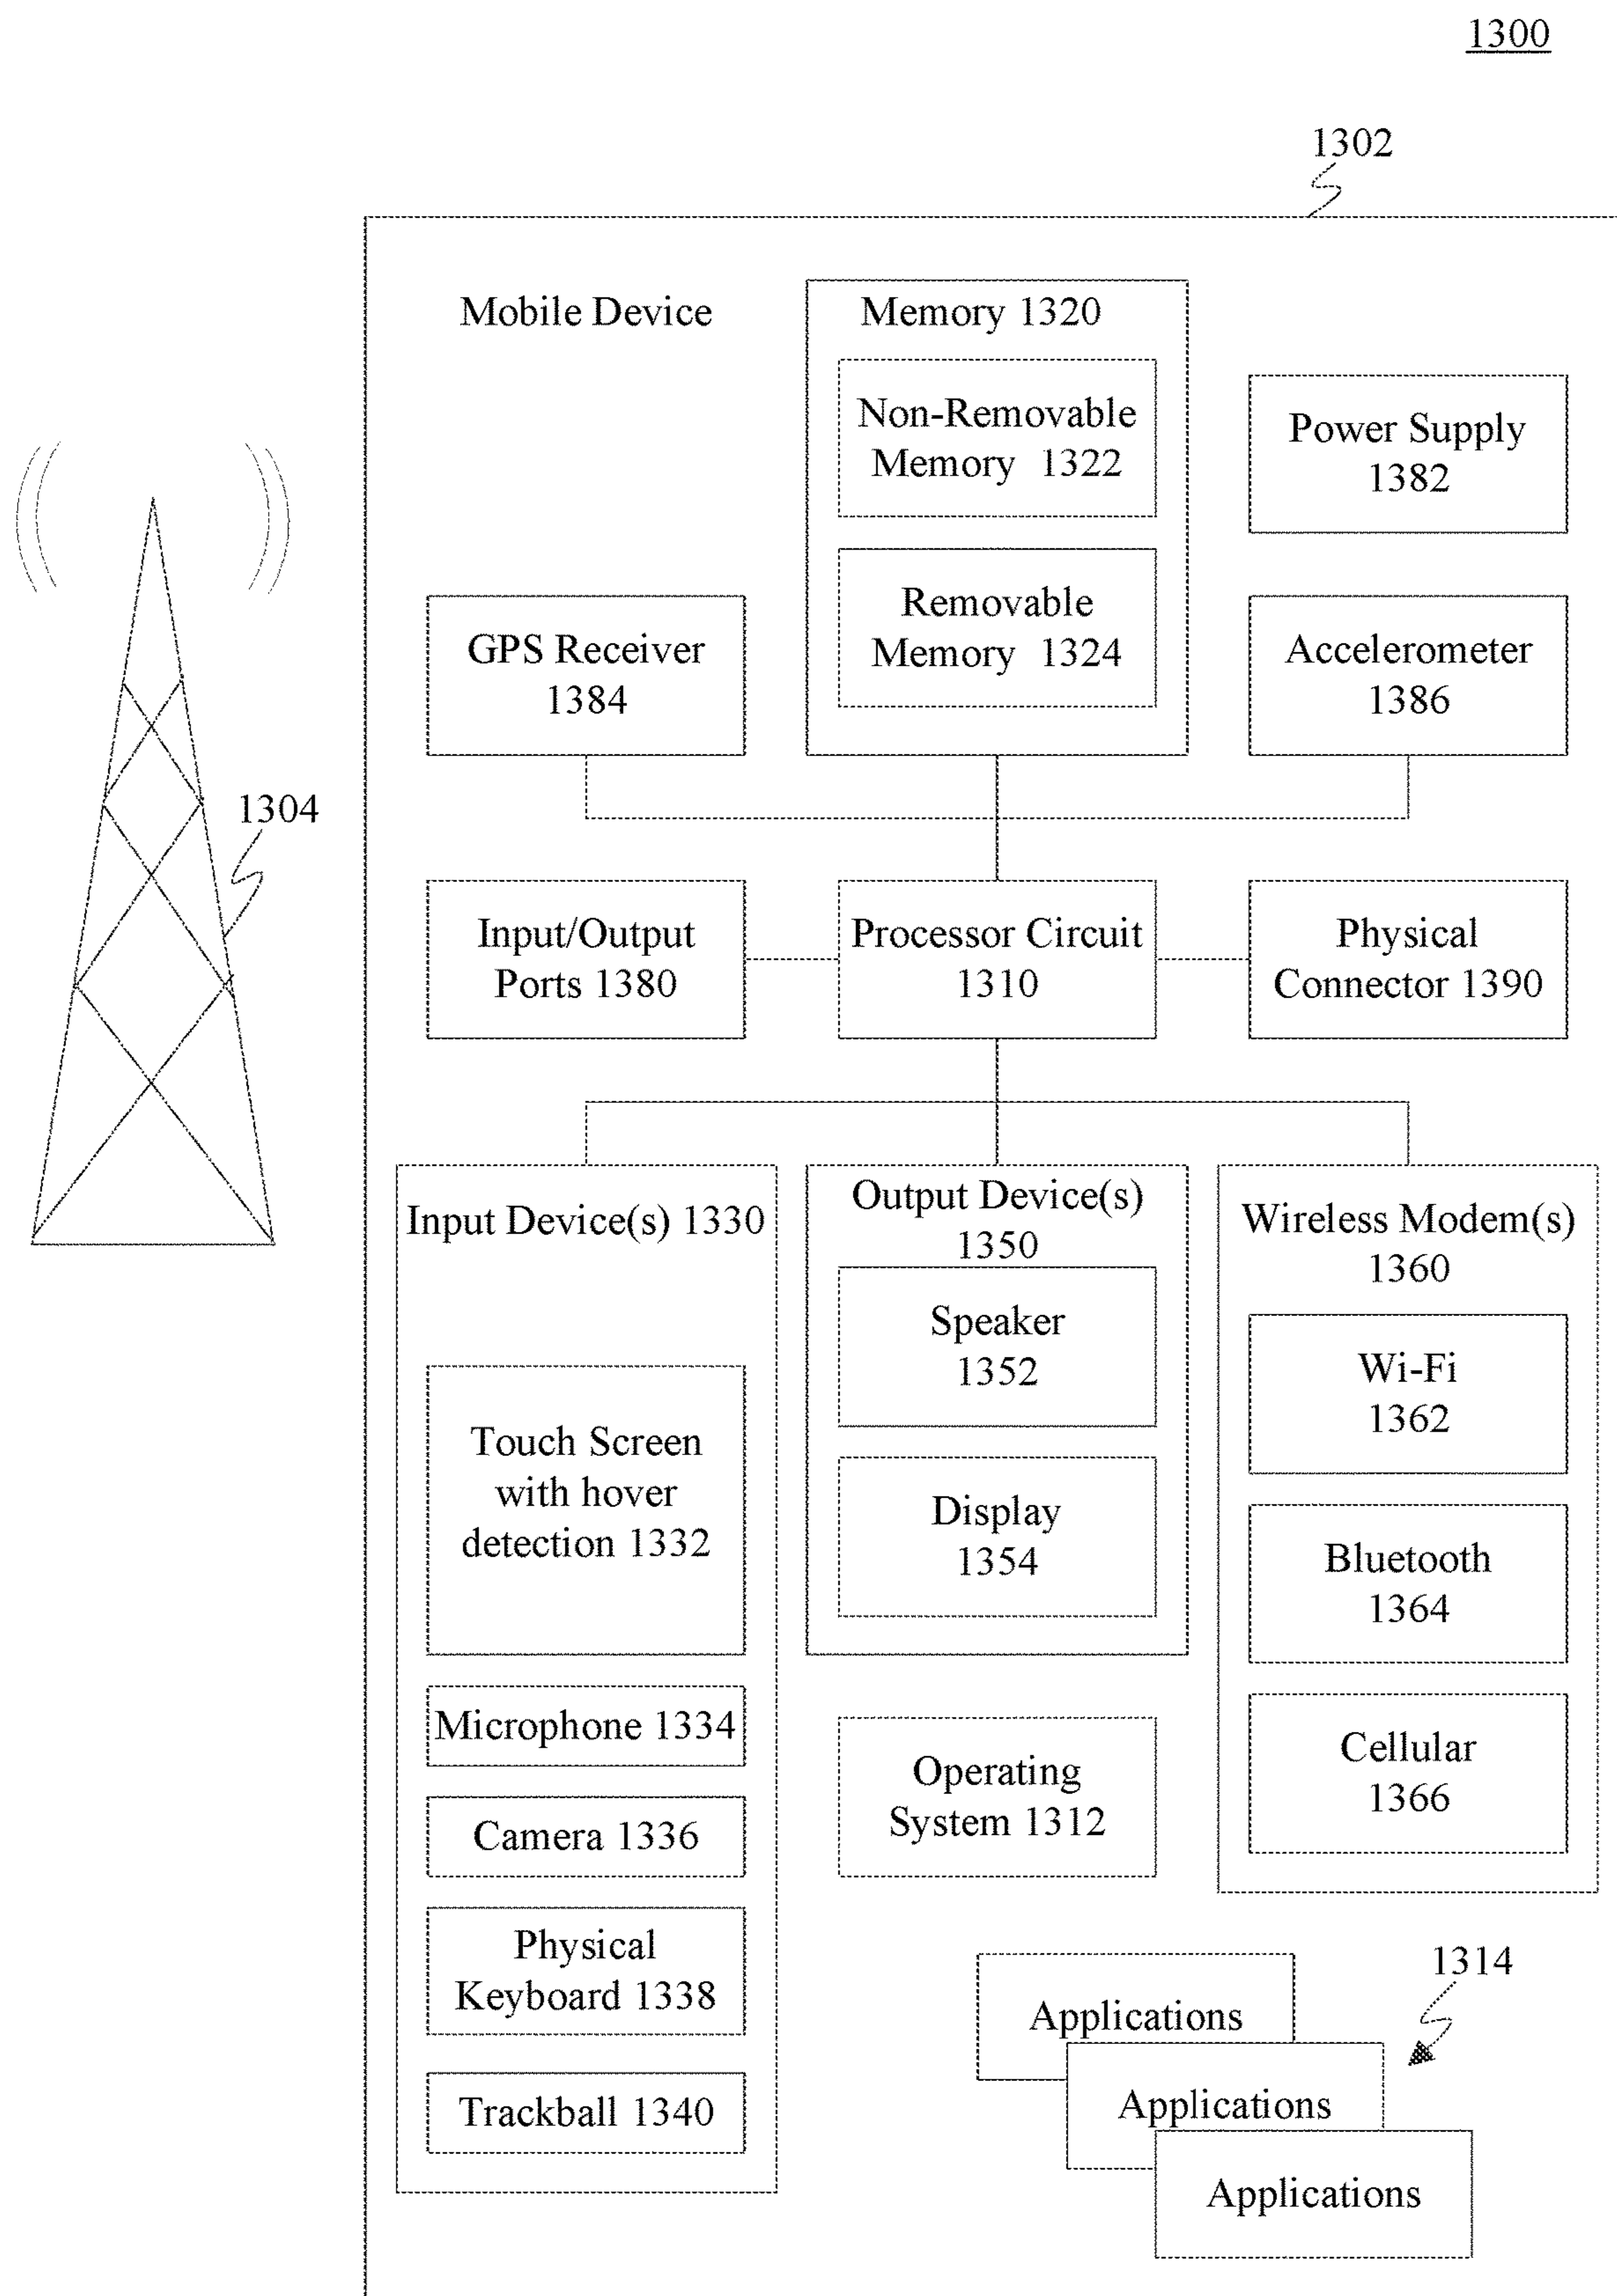 1300
1302
Mobile Device
Memory 1320
Non-Removable
Memory 1322
Removable
Memory 1324
Power Supply
1382
GPS Receiver
1384
Accelerometer
1386
1304
Input/Output
Ports 1380
Processor Circuit
1310
Physical
Connector 1390
Input Device(s) 1330
Touch Screen
with hover
detection 1332
Microphone 1334
Camera 1336
Physical
Keyboard 1338
Trackball 1340
Output Device(s)
1350
Speaker
1352
Display
1354
Operating
System 1312
Wireless Modem(s)
1360
Wi-Fi
1362
Bluetooth
1364
Cellular
1366
1314
Applications
Applications
Applications